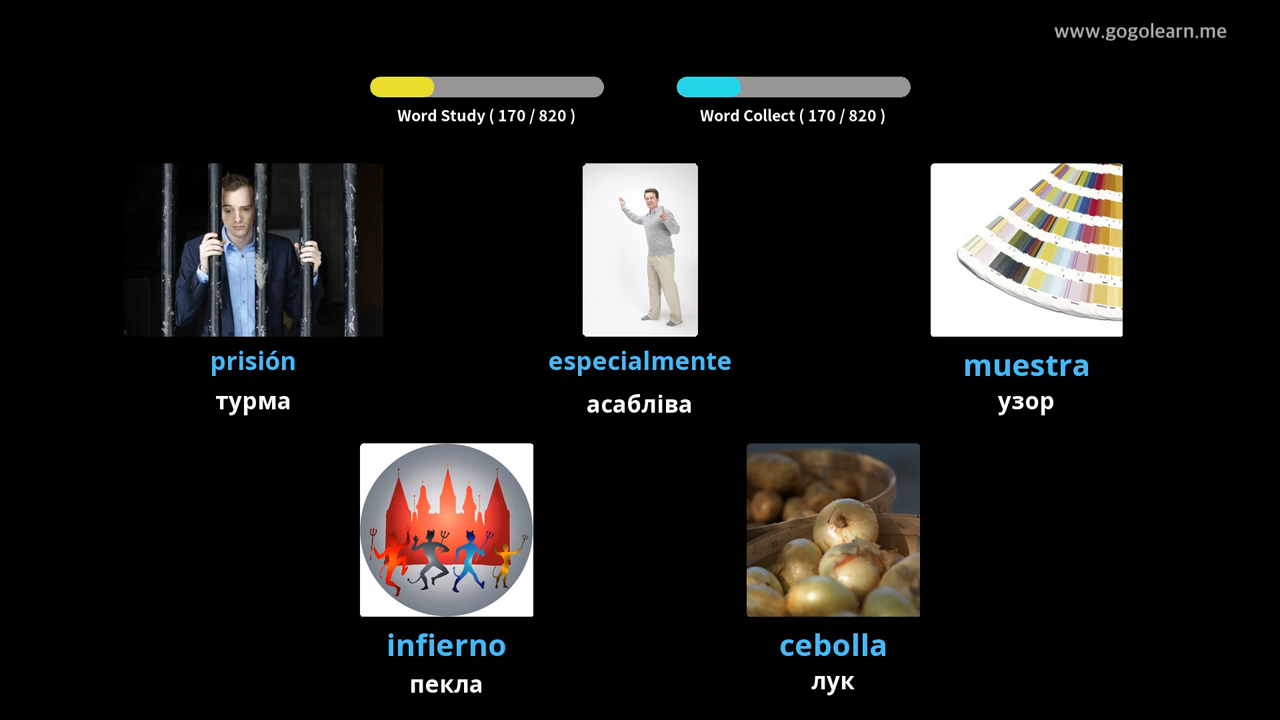 www.gogolearn.me
Word Study ( 170 / 820 )
Word Collect ( 170 / 820 )
prisión
турма
especialmente
асабліва
muestra
узор
infierno
пекла
cebolla
лук